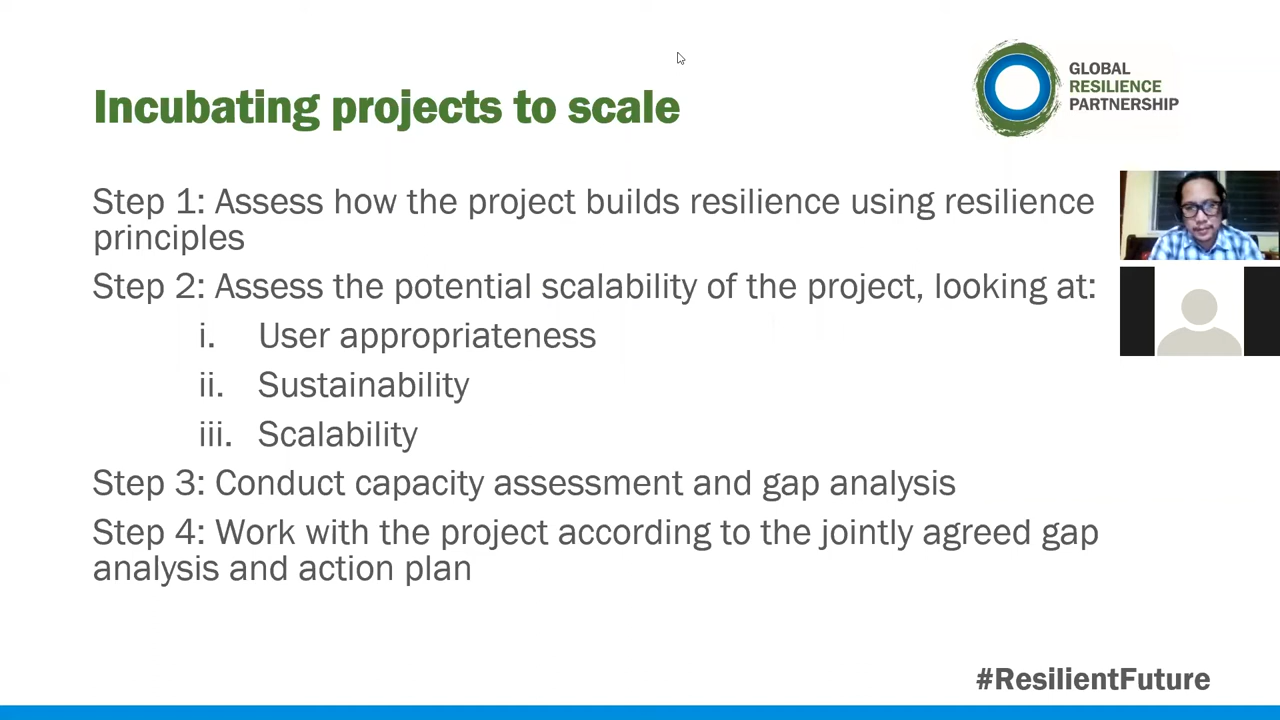 GLOBAL
RESILIENCE
PARTNERSHIP
Incubating projects to scale
Step 1: Assess how the project builds resilience using resilience
principles
Step 2: Assess the potential scalability of the project, looking at:
i. User appropriateness
ii. Sustainability
iii. Scalability
Step 3: Conduct capacity assessment and gap analysis
Step 4: Work with the project according to the jointly agreed gap
analysis and action plan
#ResilientFuture